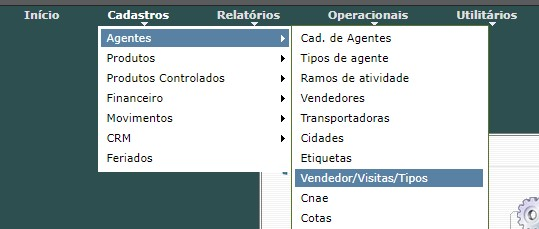 Início Cadastros Relatórios Operacionais Utilitários
Agentes
Produtos
Produtos Controlados
Financeiro
Movimentos
CRM
Feriados
Cad. de Agentes
Tipos de agente
Ramos de atividade
Vendedores
Transportadoras
Cidades
Etiquetas
Vendedor/Visitas/Tipos
Cnae
Cotas